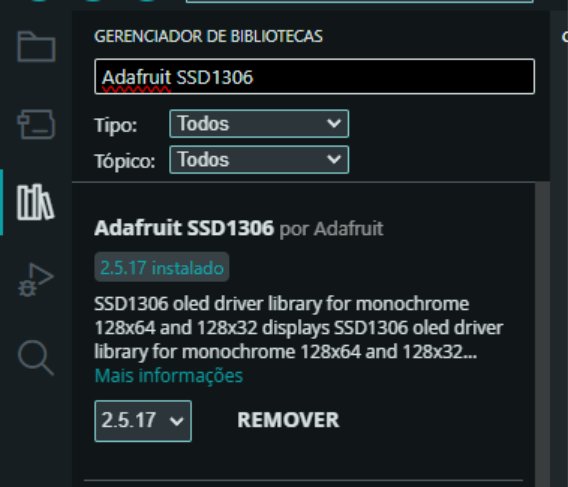 GERENCIADOR DE BIBLIOTECAS
Adafruit SSD1306
Tipo: Todos
Tópico: Todos
Adafruit SSD1306 por Adafruit
2.5.17 instalado
SSD1306 oled driver library for monochrome
128x64 and 128x32 displays SSD1306 oled driver
library for monochrome 128x64 and 128x32...
Mais informações
2.5.17 REMOVER